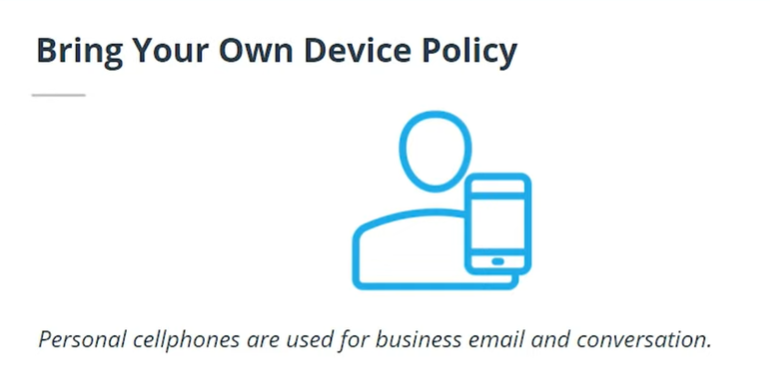 Bring Your Own Device Policy
Personal cellphones are used for business email and conversation.